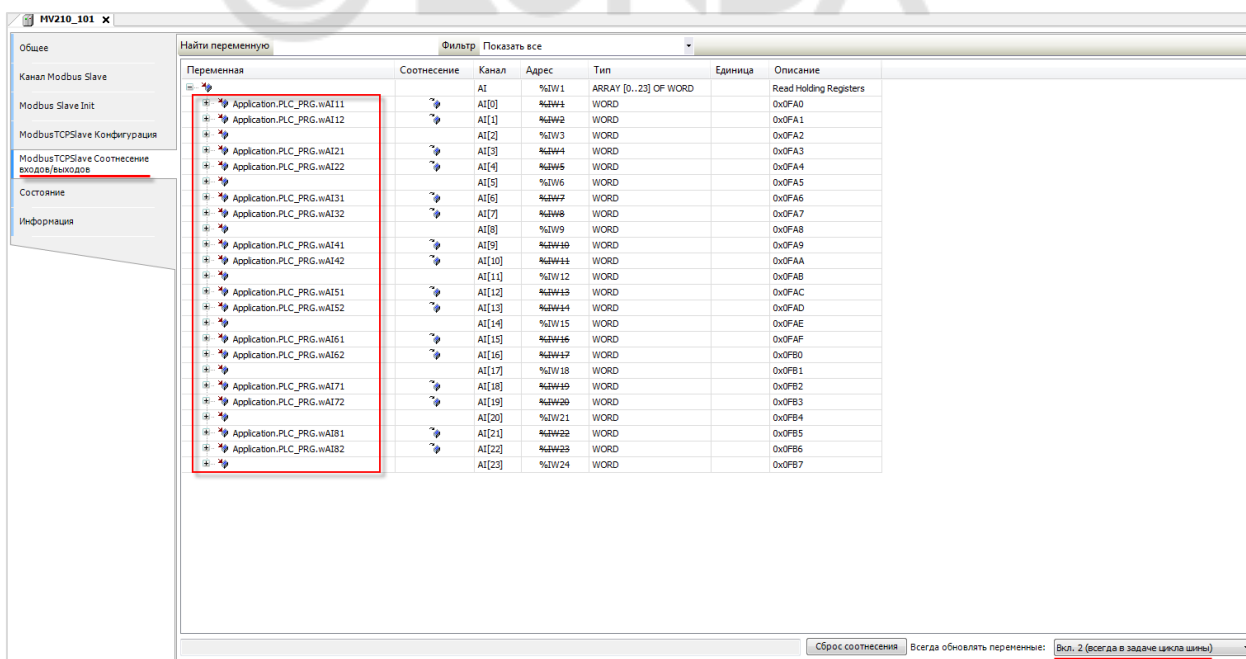 MV210_101 X
Общее
Канал Modbus Slave
Modbus Slave Init
ModbusTCPSlave Конфигурация
ModbusTCPSlave Соотнесение
входов/выходов
Состояние
Информация
Найти переменную Фильтр Показать все
Переменная Соотнесение Канал Адрес Тип Единица Описание
AI %IW1 ARRAY [0..23] OF WORD Read Holding Registers
Application.PLC_PRG.wAI11 AI[0] %IW1 WORD 0x0FA0
Application.PLC_PRG.wAI12 AI[1] %IW2 WORD 0x0FA1
AI[2] %IW3 WORD 0x0FA2
Application.PLC_PRG.wAI21 AI[3] %IW4 WORD 0x0FA3
Application.PLC_PRG.wAI22 AI[4] %IW5 WORD 0x0FA4
AI[5] %IW6 WORD 0x0FA5
Application.PLC_PRG.wAI31 AI[6] %IW7 WORD 0x0FA6
Application.PLC_PRG.wAI32 AI[7] %IW8 WORD 0x0FA7
AI[8] %IW9 WORD 0x0FA8
Application.PLC_PRG.wAI41 AI[9] %IW10 WORD 0x0FA9
Application.PLC_PRG.wAI42 AI[10] %IW11 WORD 0x0FAA
AI[11] %IW12 WORD 0x0FAB
Application.PLC_PRG.wAI51 AI[12] %IW13 WORD 0x0FAC
Application.PLC_PRG.wAI52 AI[13] %IW14 WORD 0x0FAD
AI[14] %IW15 WORD 0x0FAE
Application.PLC_PRG.wAI61 AI[15] %IW16 WORD 0x0FAF
Application.PLC_PRG.wAI62 AI[16] %IW17 WORD 0x0FB0
AI[17] %IW18 WORD 0x0FB1
Application.PLC_PRG.wAI71 AI[18] %IW19 WORD 0x0FB2
Application.PLC_PRG.wAI72 AI[19] %IW20 WORD 0x0FB3
AI[20] %IW21 WORD 0x0FB4
Application.PLC_PRG.wAI81 AI[21] %IW22 WORD 0x0FB5
Application.PLC_PRG.wAI82 AI[22] %IW23 WORD 0x0FB6
AI[23] %IW24 WORD 0x0FB7
Сброс соотнесения Всегда обновлять переменные: Вкл. 2 (всегда в задаче цикла шины)